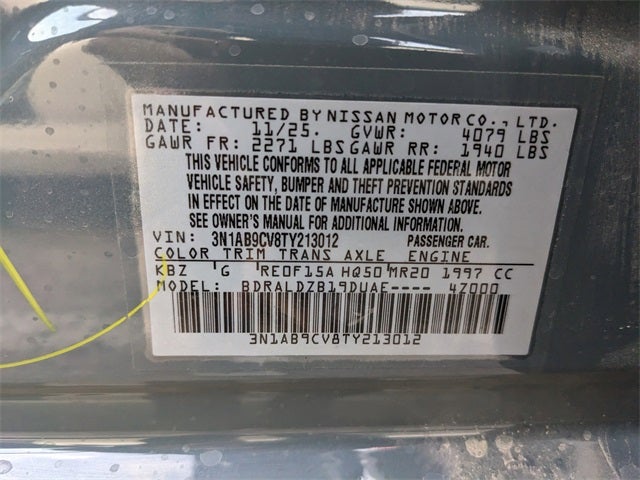 MANUFACTURED BY NISSAN MOTOR CO., LTD.
DATE: 11/25. GVWR: 4079 LBS
GAWR FR: 2271 LBS GAWR RR: 1940 LBS
THIS VEHICLE CONFORMS TO ALL APPLICABLE FEDERAL MOTOR
VEHICLE SAFETY, BUMPER AND THEFT PREVENTION STANDARDS
IN EFFECT ON THE DATE OF MANUFACTURE SHOWN ABOVE.
SEE OWNER'S MANUAL FOR ADDITIONAL INFORMATION.
VIN: 3N1AB9CV8TY213012 PASSENGER CAR.
COLOR TRIM TRANS AXLE ENGINE
KBZ G RE0F15A HQ50 MR20 1997 CC
MODEL: BDRALDZB19DUAE---- 47000
3N1AB9CV8TY213012